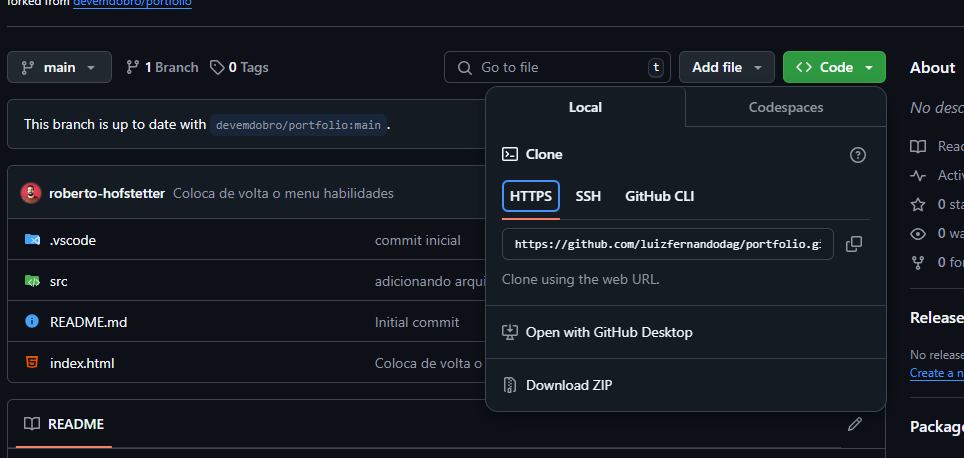 forked from devemdobro/portfolio
main
1 Branch
0 Tags
Go to file
t
Add file
Code
About
This branch is up to date with devemdobro/portfolio:main .
Local
Codespaces
No desc
Clone
HTTPS
SSH
GitHub CLI
https://github.com/luizfernandodag/portfolio.gi
Clone using the web URL.
Open with GitHub Desktop
Download ZIP
roberto-hofstetter Coloca de volta o menu habilidades
.vscode commit inicial
src adicionando arqui
README.md Initial commit
index.html Coloca de volta o
README
Read
Activ
0 sta
0 wa
0 for
Release
No release
Create a n
Package